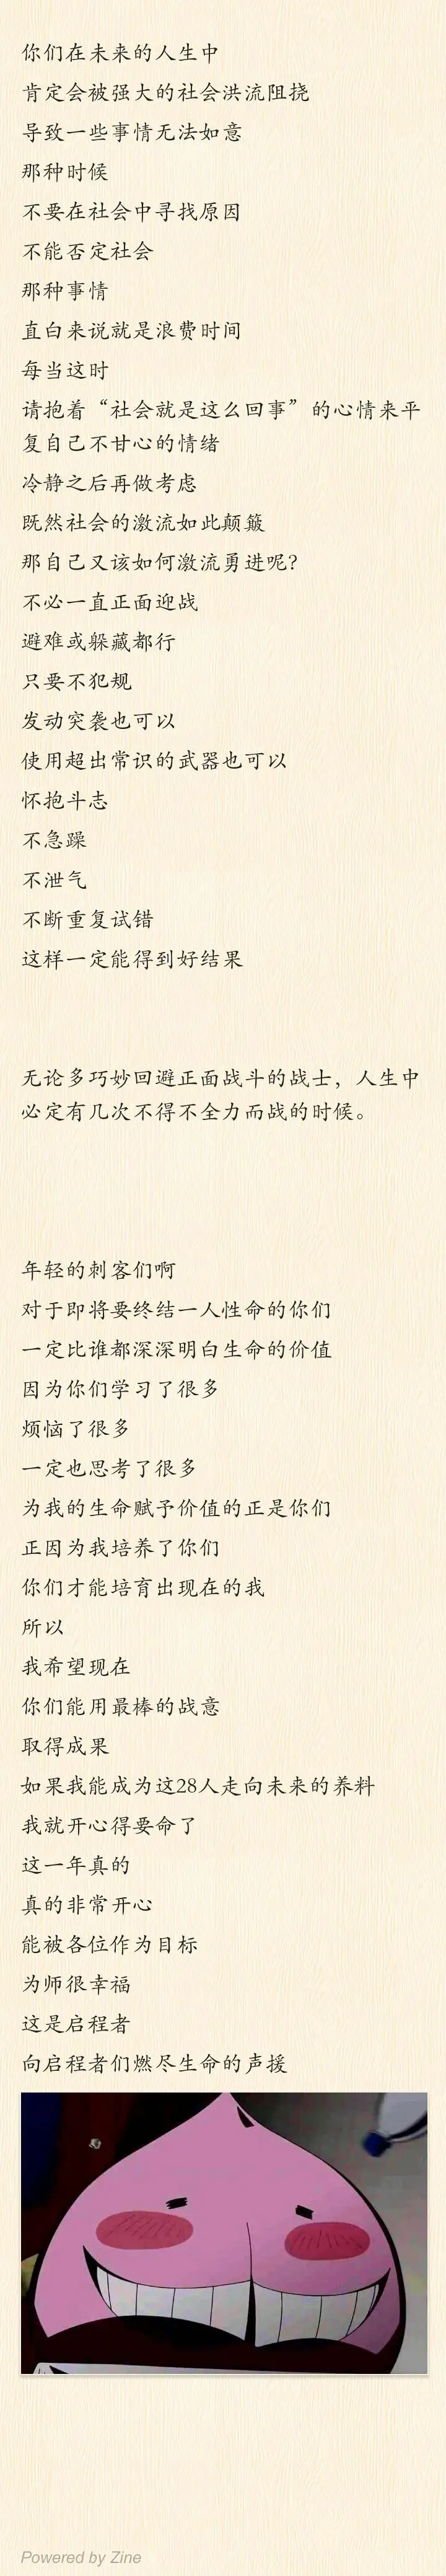 你们在未来的人生中
肯定会被强大的社会洪流阻挠
导致一些事情无法如意
那种时候
不要在社会中寻找原因
不能否定社会
那种事情
直白来说就是浪费时间
每当这时
请抱着“社会就是这么回事”的心情来平
复自己不甘心的情绪
冷静之后再做考虑
既然社会的激流如此颠簸
那自己又该如何激流勇进呢?
不必一直正面迎战
避难或躲藏都行
只要不犯规
发动突袭也可以
使用超出常识的武器也可以
怀抱斗志
不急躁
不泄气
不断重复试错
这样一定能得到好结果
无论多巧妙回避正面战斗的战士，人生中
必定有几次不得不全力而战的时候。
年轻的刺客们啊
对于即将要终结一人性命的你们
一定比谁都深深明白生命的价值
因为你们学习了很多
烦恼了很多
一定也思考了很多
为我的生命赋予价值的正是你们
正因为我培养了你们
你们才能培育出现在的我
所以
我希望现在
你们能用最棒的战意
取得成果
如果我能成为这28人走向未来的养料
我就开心得要命了
这一年真的
真的非常开心
能被各位作为目标
为师很幸福
这是启程者
向启程者们燃尽生命的声援
Powered by Zine